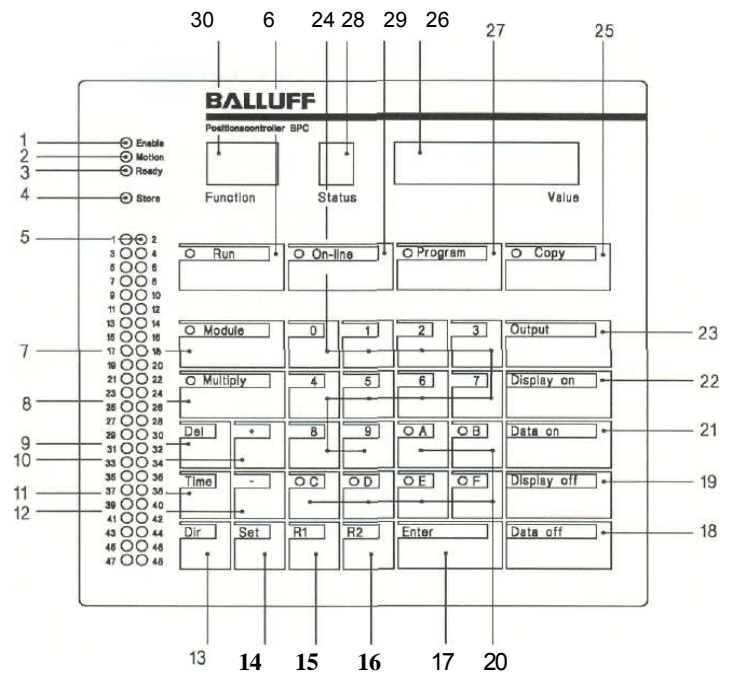 30 6 24 28 29 26 27 25
BALLUFF
Positionscontroller BPC
1 Enable
2 Motion
3 Ready
4 Store
Function Status Value
5
1 2
3 4
5 6
7 8
9 10
11 12
13 14
15 16
17 18
19 20
21 22
23 24
25 26
27 28
29 30
31 32
33 34
35 36
37 38
39 40
41 42
43 44
45 46
47 48
Run On-line Program Copy
Module 0 1 2 3 Output 23
7
Multiply 4 5 6 7 Display on 22
8
Del + 8 9 A B Data on 21
9
10
Time - C D E F Display off 19
11
12
Dir Set R1 R2 Enter Data off 18
13 14 15 16 17 20